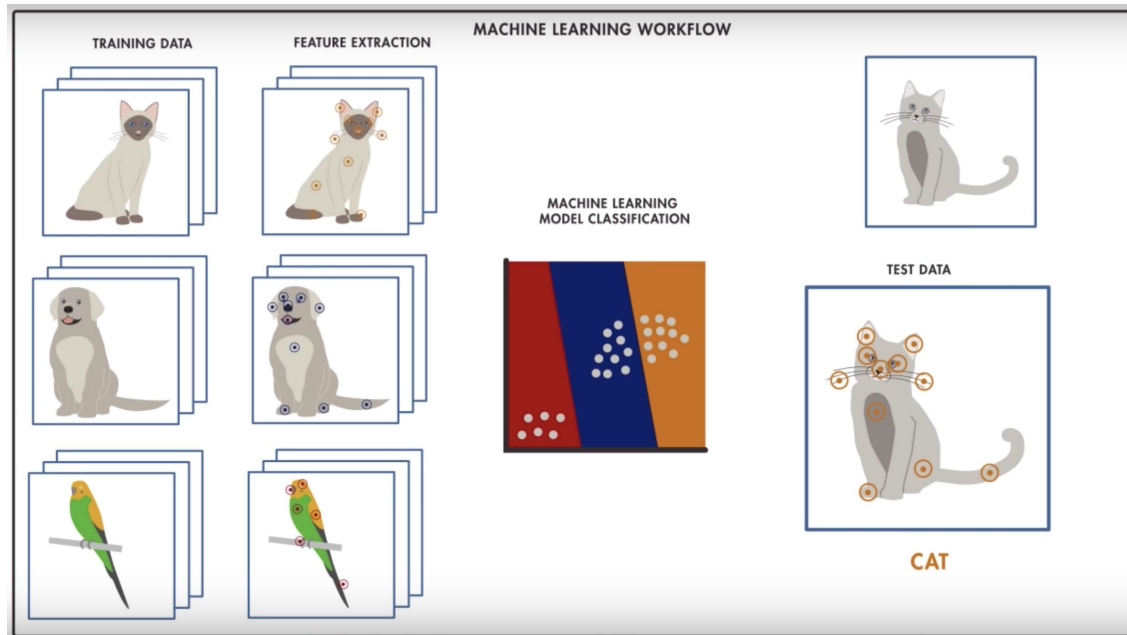 MACHINE LEARNING WORKFLOW
TRAINING DATA
FEATURE EXTRACTION
MACHINE LEARNING
MODEL CLASSIFICATION
TEST DATA
CAT